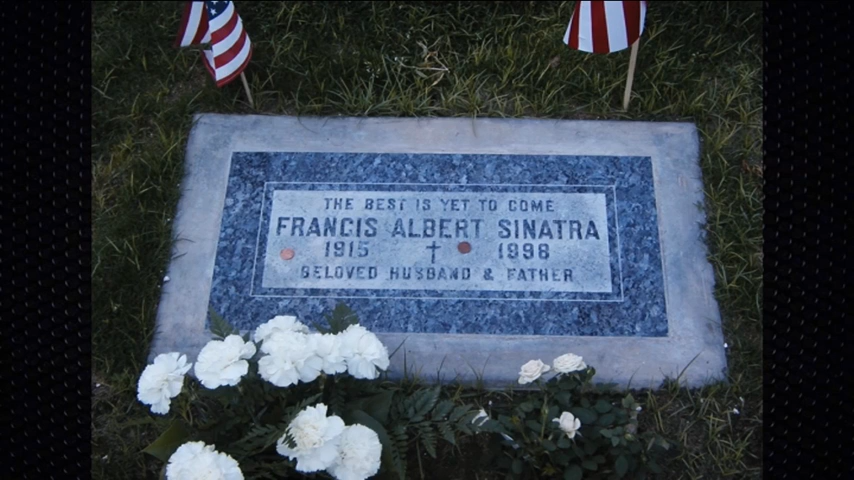 THE BEST IS YET TO COME
FRANCIS ALBERT SINATRA
1915 † 1998
BELOVED HUSBAND & FATHER